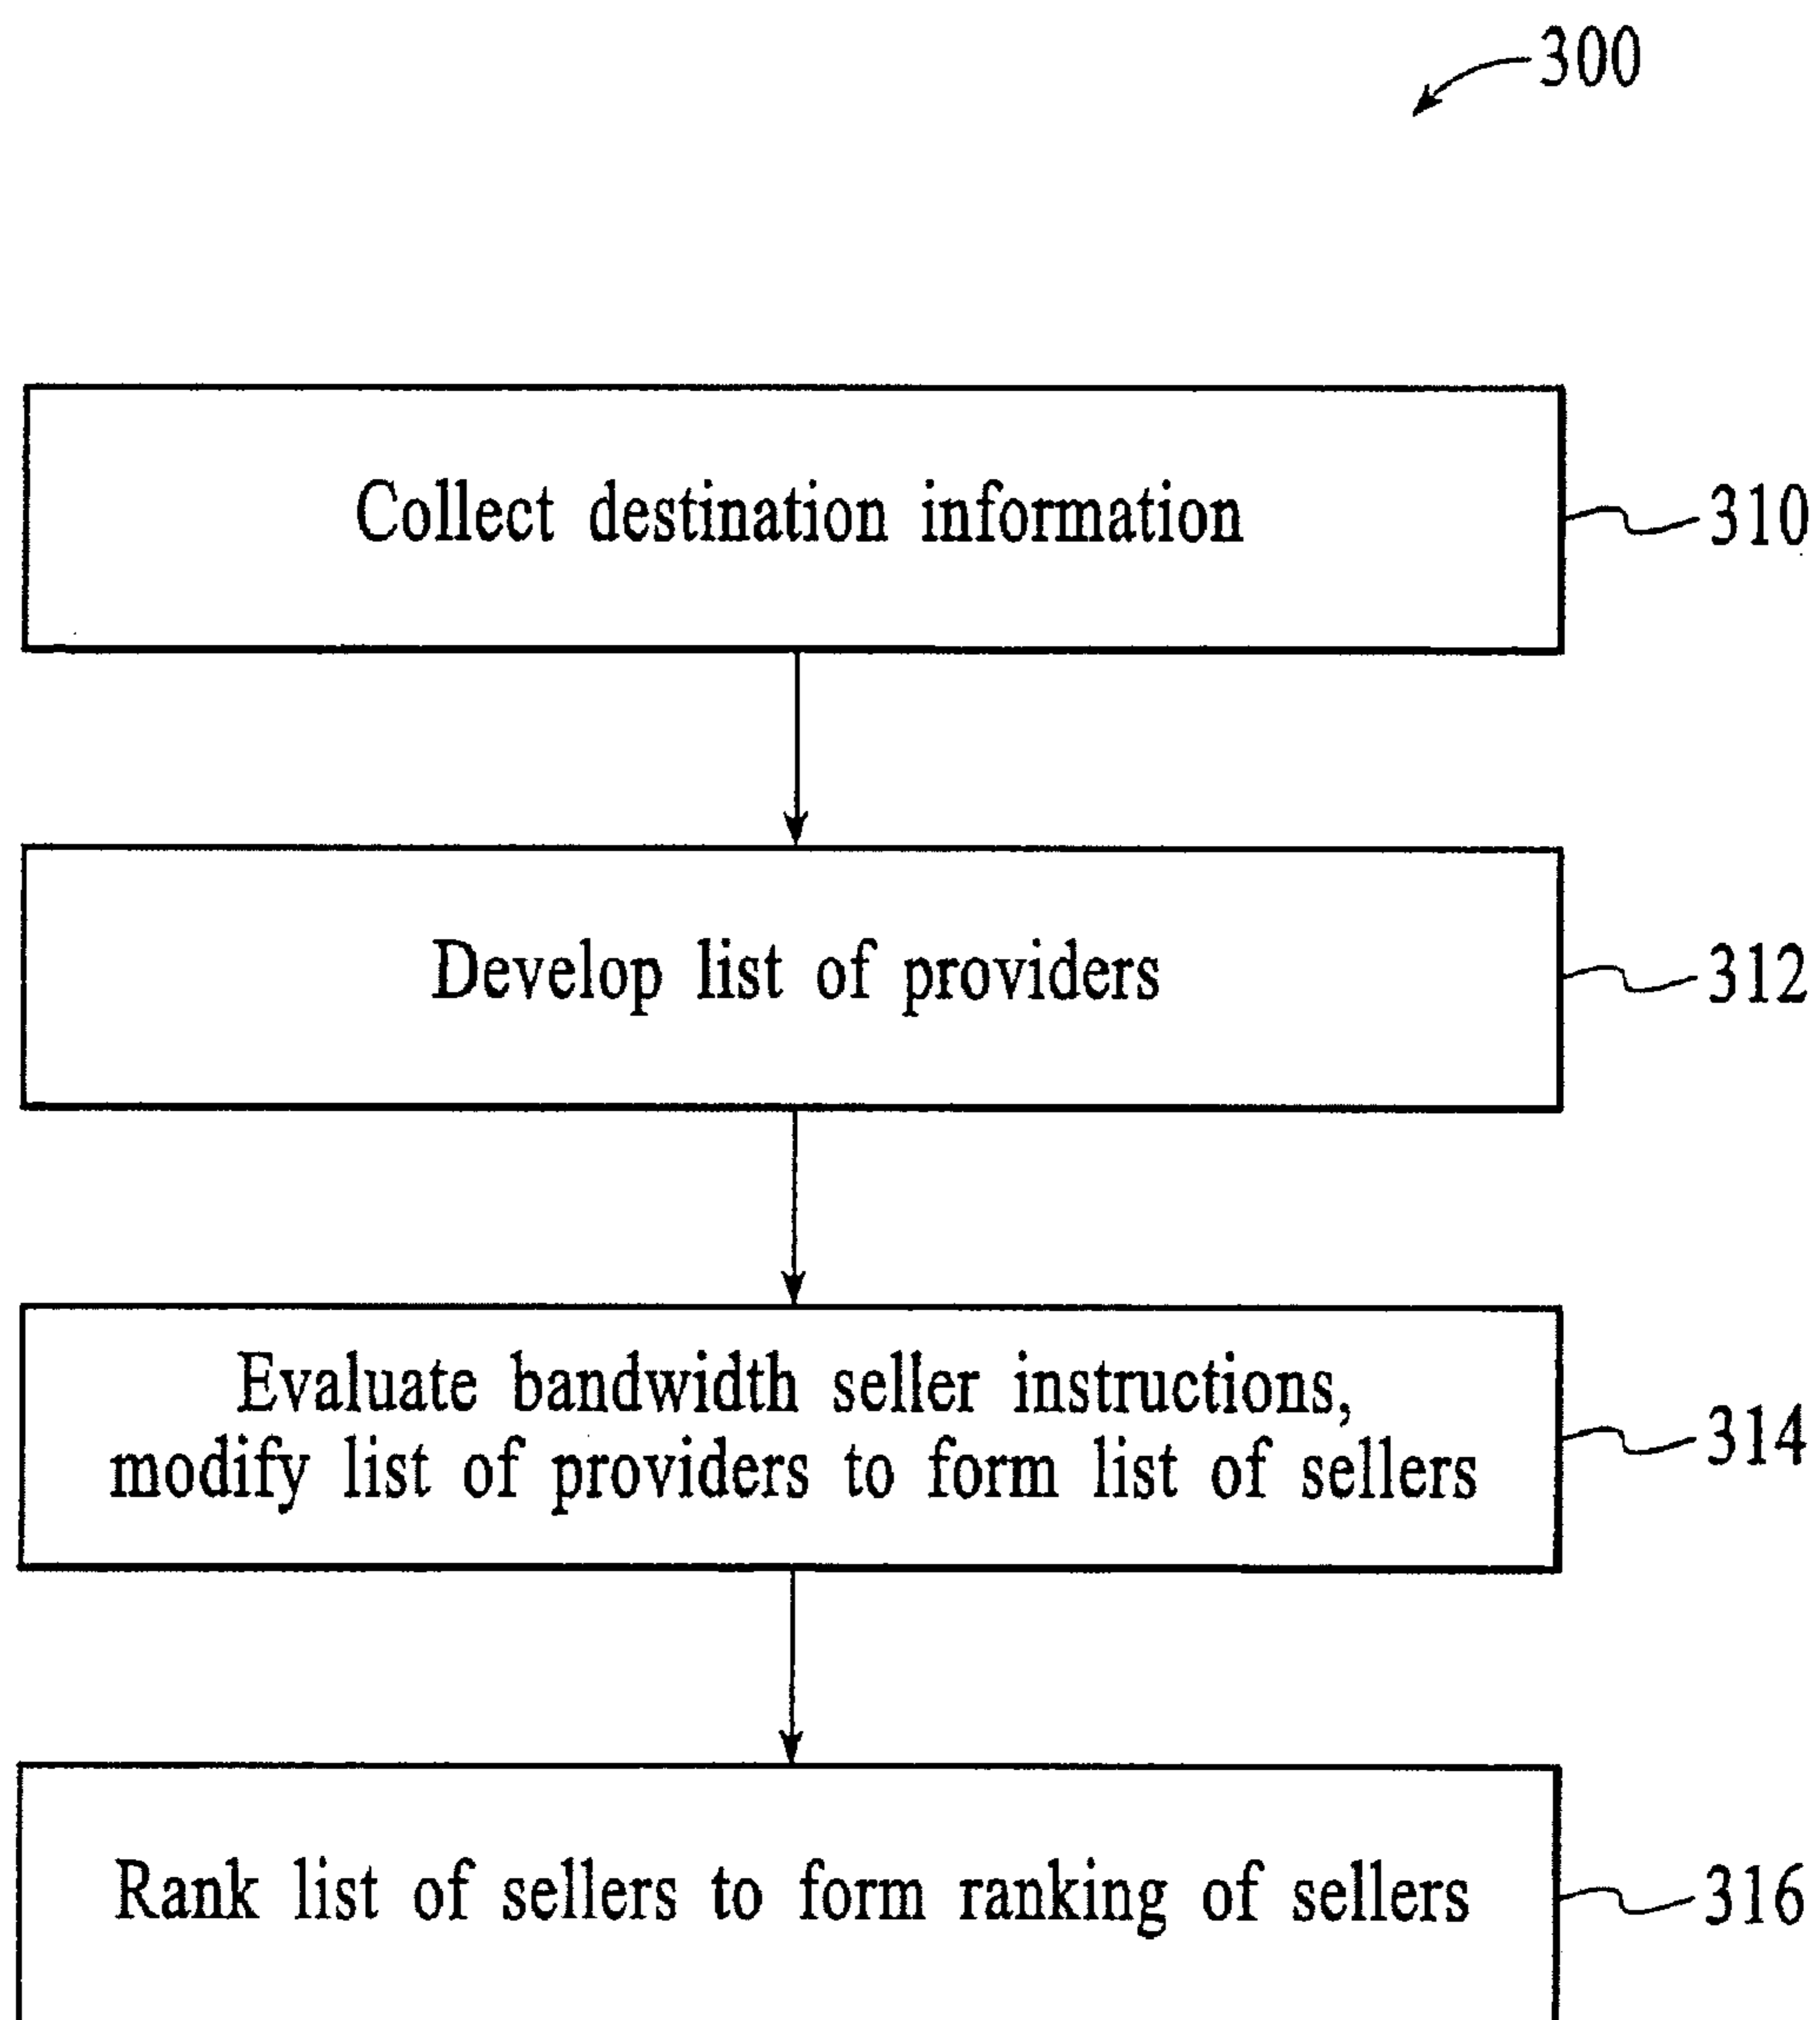 300
Collect destination information
310
Develop list of providers
312
Evaluate bandwidth seller instructions,
modify list of providers to form list of sellers
314
Rank list of sellers to form ranking of sellers
316